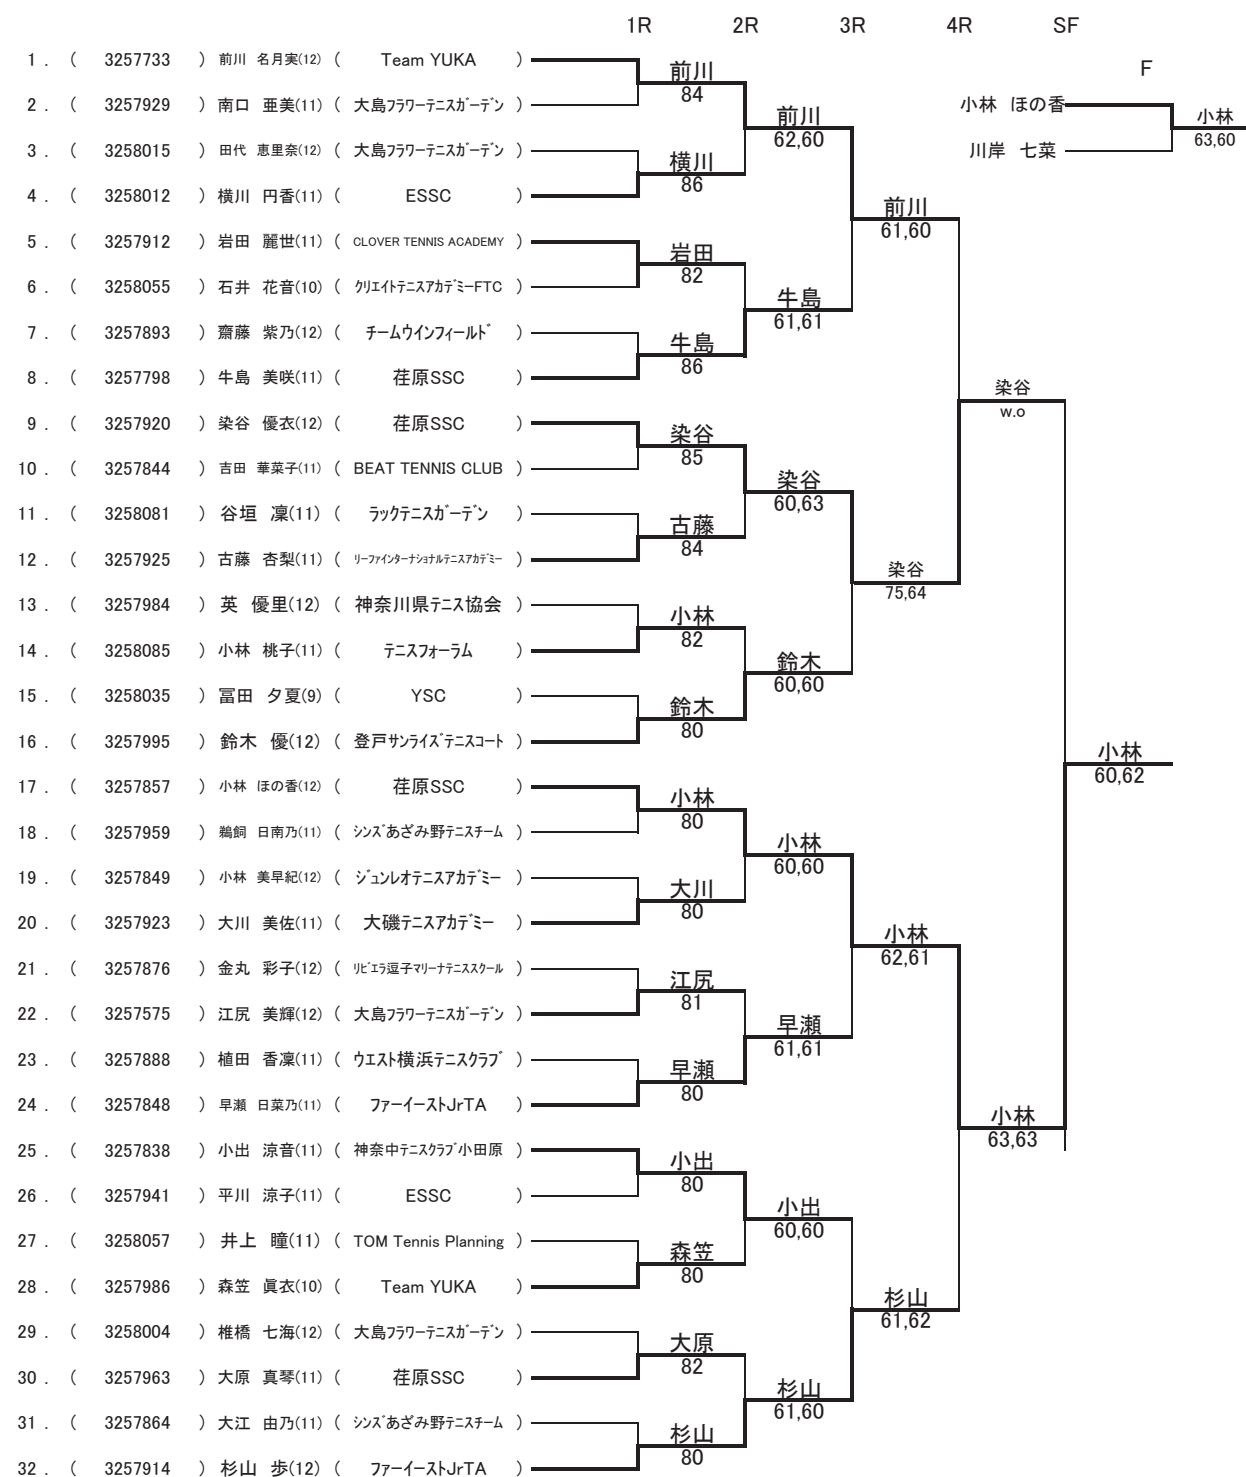 1R 2R 3R 4R SF
F
1 . ( 3257733 ) 前川 名月実(12) ( Team YUKA )
2 . ( 3257929 ) 南口 亜美(11) ( 大島フラワーテニスガーデン )
3 . ( 3258015 ) 田代 恵里奈(12) ( 大島フラワーテニスガーデン )
4 . ( 3258012 ) 横川 円香(11) ( ESSC )
5 . ( 3257912 ) 岩田 麗世(11) ( CLOVER TENNIS ACADEMY )
6 . ( 3258055 ) 石井 花音(10) ( クリエイトテニスアカデミーFTC )
7 . ( 3257893 ) 齋藤 紫乃(12) ( チームウインフィールド )
8 . ( 3257798 ) 牛島 美咲(11) ( 荏原SSC )
9 . ( 3257920 ) 染谷 優衣(12) ( 荏原SSC )
10 . ( 3257844 ) 吉田 華菜子(11) ( BEAT TENNIS CLUB )
11 . ( 3258081 ) 谷垣 凜(11) ( ラックテニスガーデン )
12 . ( 3257925 ) 古藤 杏梨(11) ( リーファインターナショナルテニスアカデミー )
13 . ( 3257984 ) 英 優里(12) ( 神奈川県テニス協会 )
14 . ( 3258085 ) 小林 桃子(11) ( テニスフォーラム )
15 . ( 3258035 ) 冨田 夕夏(9) ( YSC )
16 . ( 3257995 ) 鈴木 優(12) ( 登戸サンライズテニスコート )
17 . ( 3257857 ) 小林 ほの香(12) ( 荏原SSC )
18 . ( 3257959 ) 鵜飼 日南乃(11) ( シンズあざみ野テニスチーム )
19 . ( 3257849 ) 小林 美早紀(12) ( ジュンレオテニスアカデミー )
20 . ( 3257923 ) 大川 美佐(11) ( 大磯テニスアカデミー )
21 . ( 3257876 ) 金丸 彩子(12) ( リビエラ逗子マリーナテニススクール )
22 . ( 3257575 ) 江尻 美輝(12) ( 大島フラワーテニスガーデン )
23 . ( 3257888 ) 植田 香凜(11) ( ウエスト横浜テニスクラブ )
24 . ( 3257848 ) 早瀬 日菜乃(11) ( ファーイーストJrTA )
25 . ( 3257838 ) 小出 涼音(11) ( 神奈中テニスクラブ小田原 )
26 . ( 3257941 ) 平川 涼子(11) ( ESSC )
27 . ( 3258057 ) 井上 瞳(11) ( TOM Tennis Planning )
28 . ( 3257986 ) 森笠 眞衣(10) ( Team YUKA )
29 . ( 3258004 ) 椎橋 七海(12) ( 大島フラワーテニスガーデン )
30 . ( 3257963 ) 大原 真琴(11) ( 荏原SSC )
31 . ( 3257864 ) 大江 由乃(11) ( シンズあざみ野テニスチーム )
32 . ( 3257914 ) 杉山 歩(12) ( ファーイーストJrTA )
前川
84
横川
86
岩田
82
牛島
86
染谷
85
古藤
84
小林
82
鈴木
80
小林
80
大川
80
江尻
81
早瀬
80
小出
80
森笠
80
大原
82
杉山
80
前川
62,60
牛島
61,61
染谷
60,63
鈴木
60,60
小林
60,60
早瀬
61,61
小出
60,60
杉山
61,60
前川
61,60
染谷
75,64
小林
62,61
杉山
61,62
染谷
w.o
小林
63,63
小林
60,62
小林 ほの香
川岸 七菜
小林
63,60